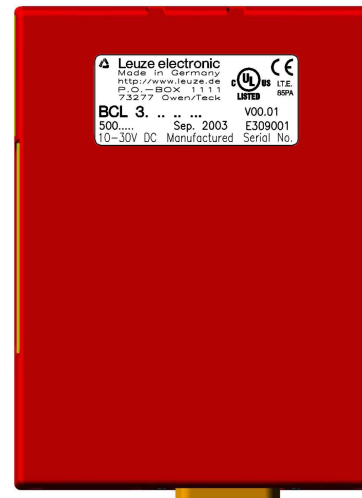 Leuze electronic
Made in Germany
http://www.leuze.de
P.O.-BOX 1111
73277 Owen/Teck
C UL US
LISTED
CE
I.T.E.
85PA
BCL 3. .. .. ... V00.01
500..... Sep. 2003 E309001
10-30V DC Manufactured Serial No.